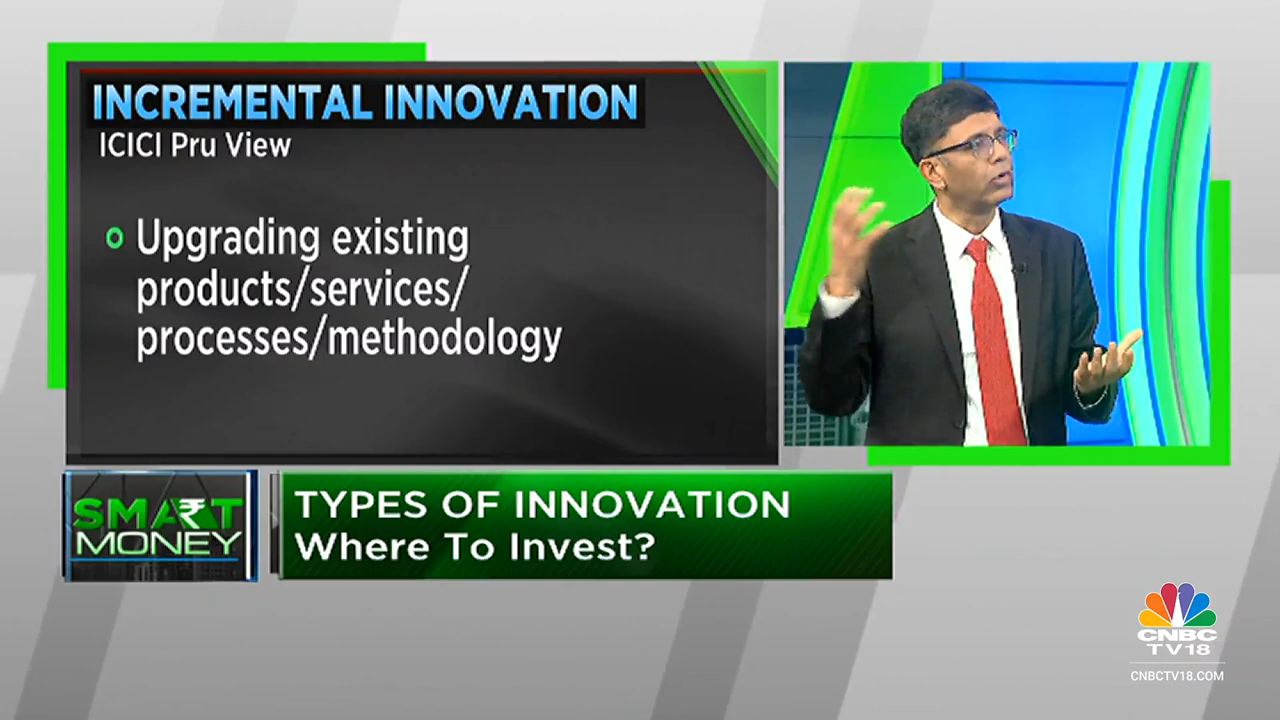 INCREMENTAL INNOVATION
ICICI Pru View
Upgrading existing
products/services/
processes/methodology
SMA₹T
MONEY
TYPES OF INNOVATION
Where To Invest?
CNBC
TV18
CNBCTV18.COM